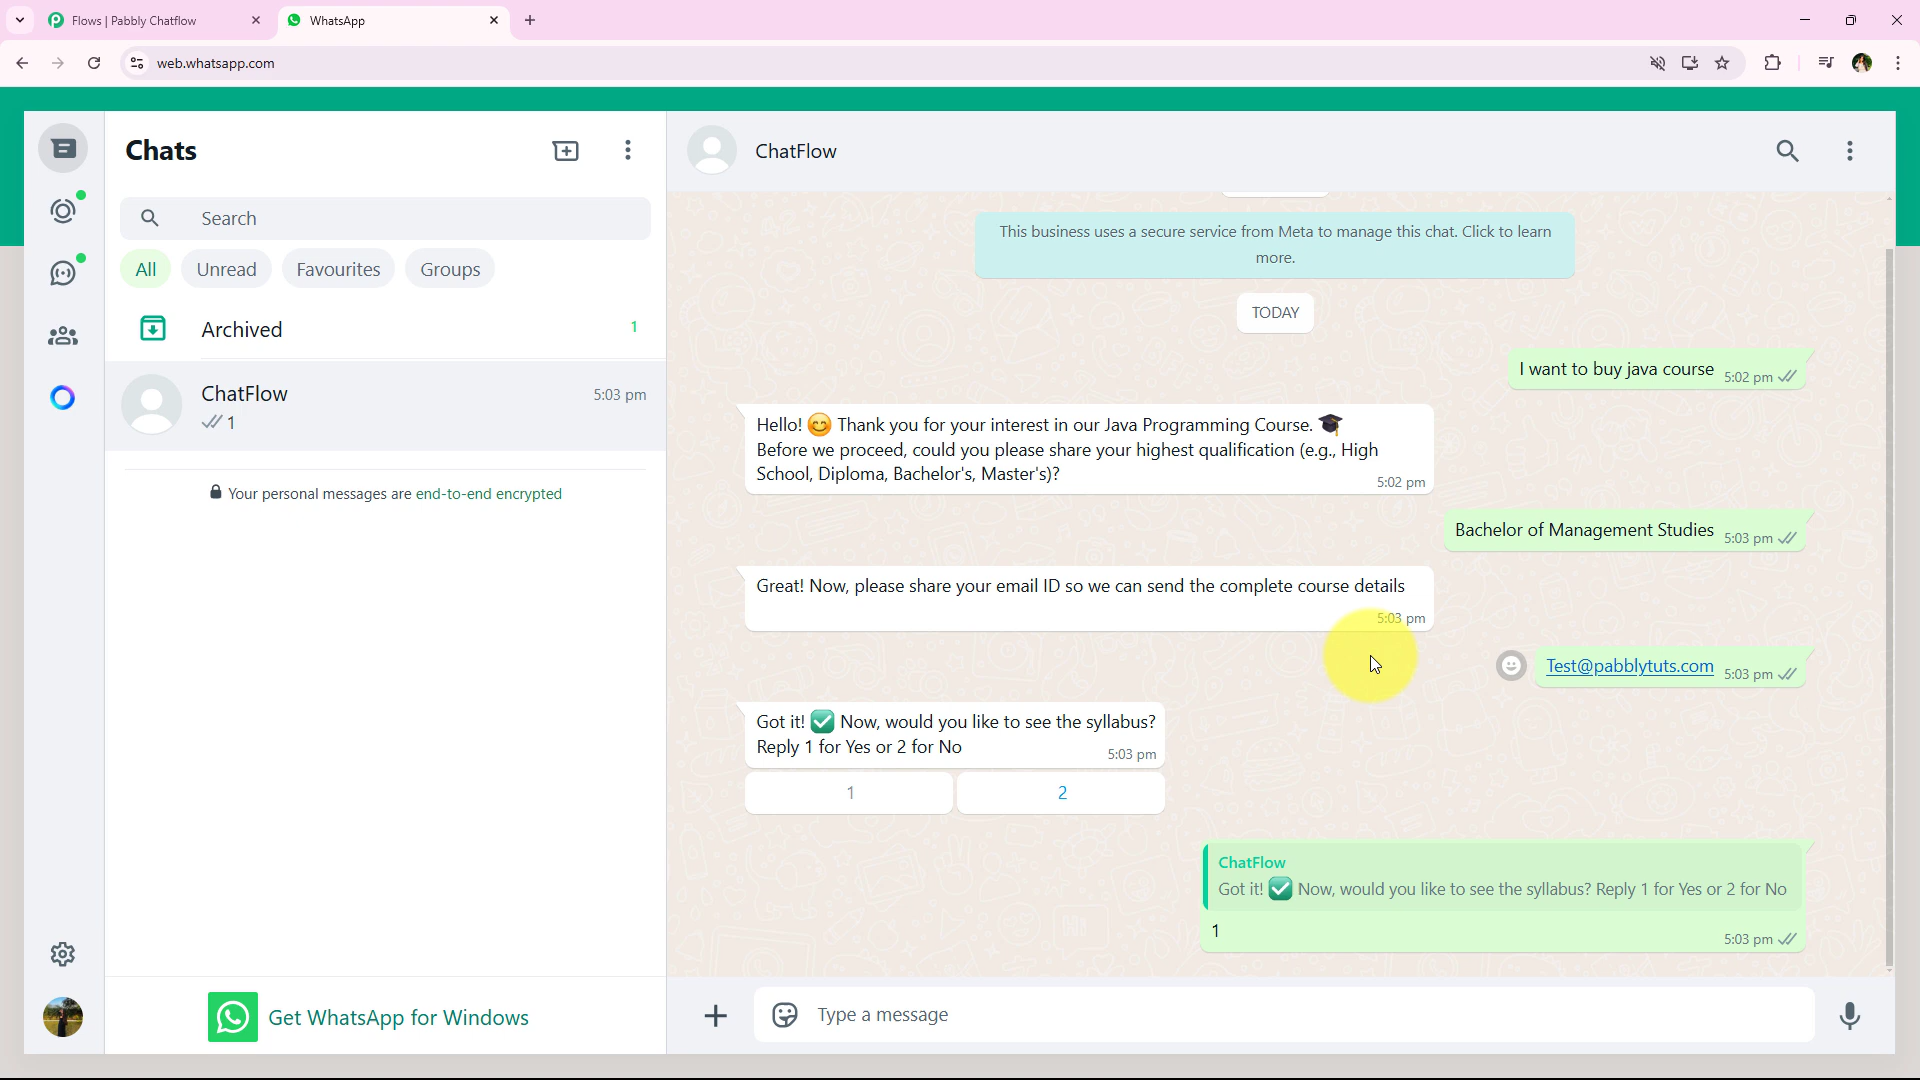 Flows | Pabbly Chatflow
WhatsApp
web.whatsapp.com
Chats
Search
All
Unread
Favourites
Groups
Archived
1
ChatFlow
5:03 pm
1
Your personal messages are end-to-end encrypted
Get WhatsApp for Windows
ChatFlow
This business uses a secure service from Meta to manage this chat. Click to learn
more.
TODAY
I want to buy java course 5:02 pm
Hello! 😊 Thank you for your interest in our Java Programming Course. 🎓
Before we proceed, could you please share your highest qualification (e.g., High
School, Diploma, Bachelor's, Master's)?
5:02 pm
Bachelor of Management Studies 5:03 pm
Great! Now, please share your email ID so we can send the complete course details
5:03 pm
Test@pabblytuts.com 5:03 pm
Got it! ✅ Now, would you like to see the syllabus?
Reply 1 for Yes or 2 for No
5:03 pm
1
2
ChatFlow
Got it! ✅ Now, would you like to see the syllabus? Reply 1 for Yes or 2 for No
1
5:03 pm
Type a message